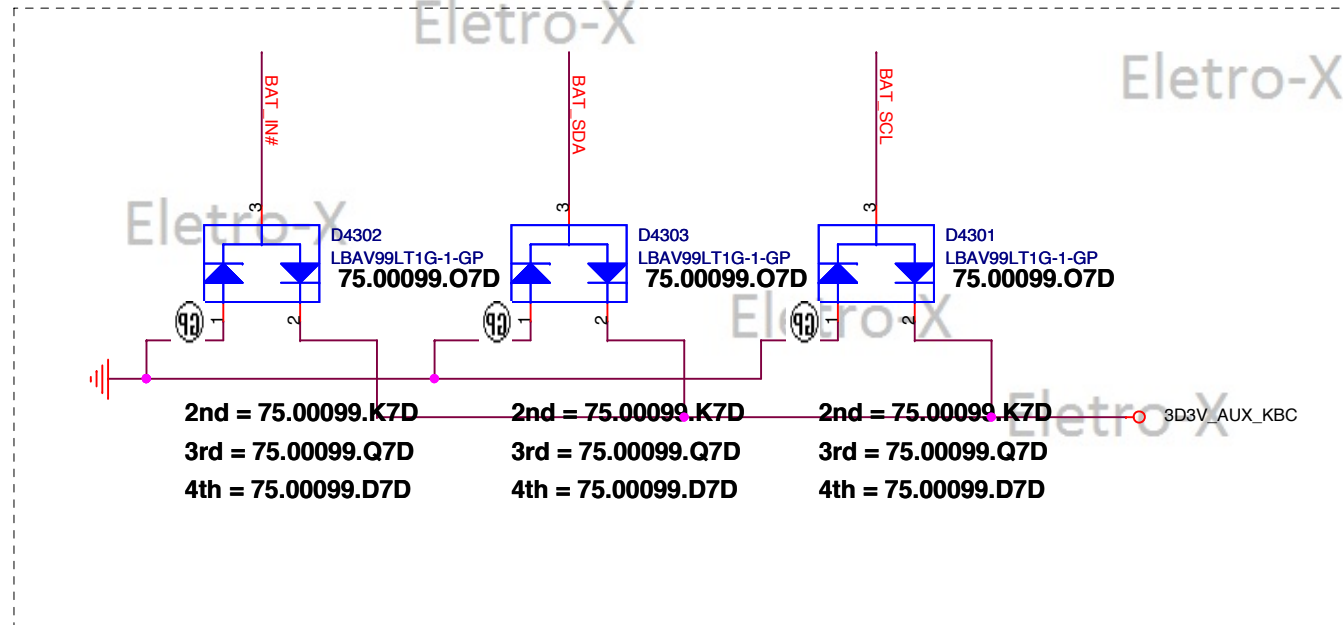 Eletro-X
Eletro-X
BAT_IN#
BAT_SDA
BAT_SCL
Eletro-X
3
3
3
D4302
LBAV99LT1G-1-GP
75.00099.O7D
D4303
LBAV99LT1G-1-GP
75.00099.O7D
D4301
LBAV99LT1G-1-GP
75.00099.O7D
GP
1
2
GP
1
2
GP
1
2
Eletro-X
2nd = 75.00099.K7D
3rd = 75.00099.Q7D
4th = 75.00099.D7D
2nd = 75.00099.K7D
3rd = 75.00099.Q7D
4th = 75.00099.D7D
2nd = 75.00099.K7D
3rd = 75.00099.Q7D
4th = 75.00099.D7D
Eletro-X
3D3V_AUX_KBC